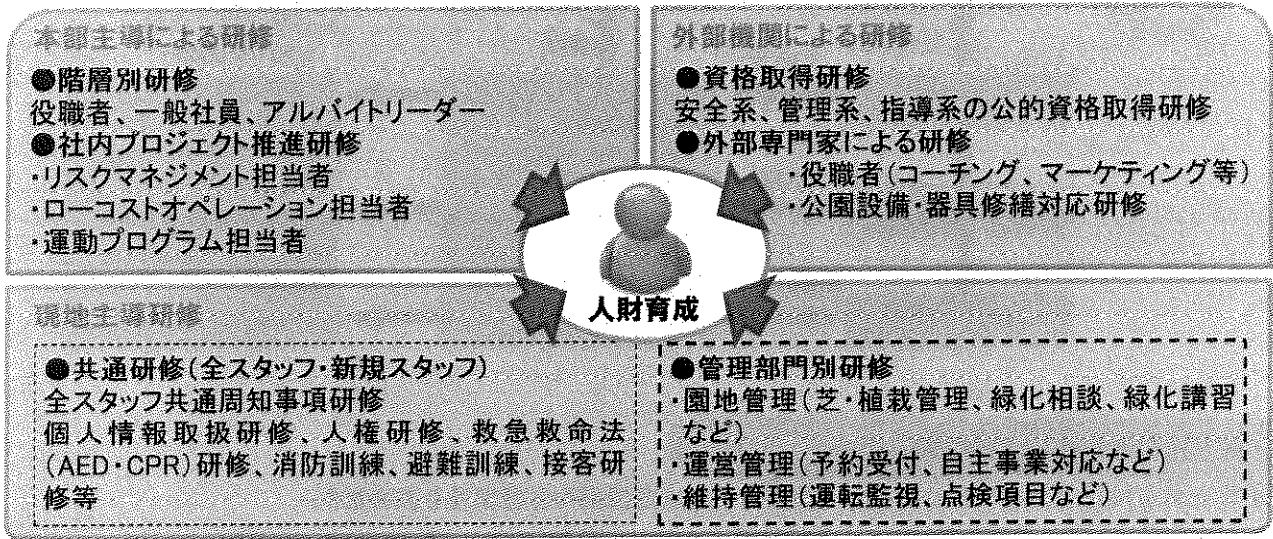 本部主導による研修
●階層別研修
役職者、一般社員、アルバイトリーダー
●社内プロジェクト推進研修
・リスクマネジメント担当者
・ローコストオペレーション担当者
・運動プログラム担当者
外部機関による研修
●資格取得研修
安全系、管理系、指導系の公的資格取得研修
●外部専門家による研修
・役職者(コーチング、マーケティング等)
・公園設備・器具修繕対応研修
人財育成
現地主導研修
●共通研修(全スタッフ・新規スタッフ)
全スタッフ共通周知事項研修
個人情報取扱研修、人権研修、救急救命法
(AED・CPR)研修、消防訓練、避難訓練、接客研
修等
●管理部門別研修
・園地管理(芝・植栽管理、緑化相談、緑化講習
など)
・運営管理(予約受付、自主事業対応など)
・維持管理(運転監視、点検項目など)